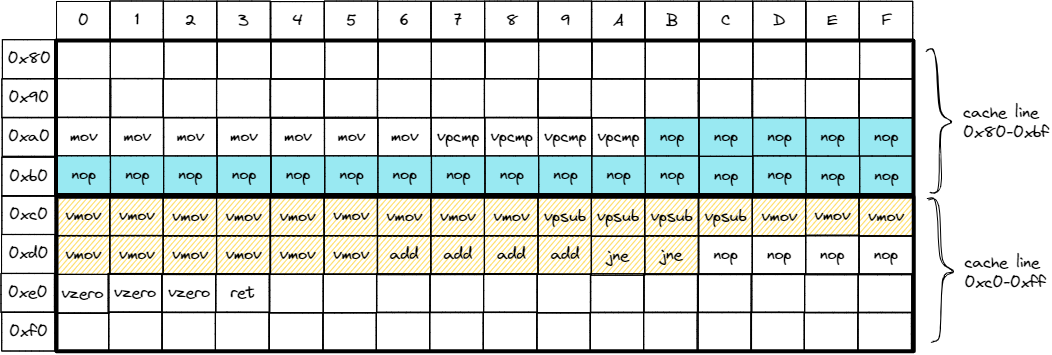 0 1 2 3 4 5 6 7 8 9 A B C D E F
0x80
0x90
0xa0 mov mov mov mov mov mov mov vpcmp vpcmp vpcmp vpcmp nop nop nop nop nop
0xb0 nop nop nop nop nop nop nop nop nop nop nop nop nop nop nop nop
0xc0 vmov vmov vmov vmov vmov vmov vmov vmov vmov vpsub vpsub vpsub vpsub vmov vmov vmov
0xd0 vmov vmov vmov vmov vmov vmov add add add add jne jne nop nop nop nop
0xe0 vzero vzero vzero ret
0xf0
cache line
0x80-0xbf
cache line
0xc0-0xff